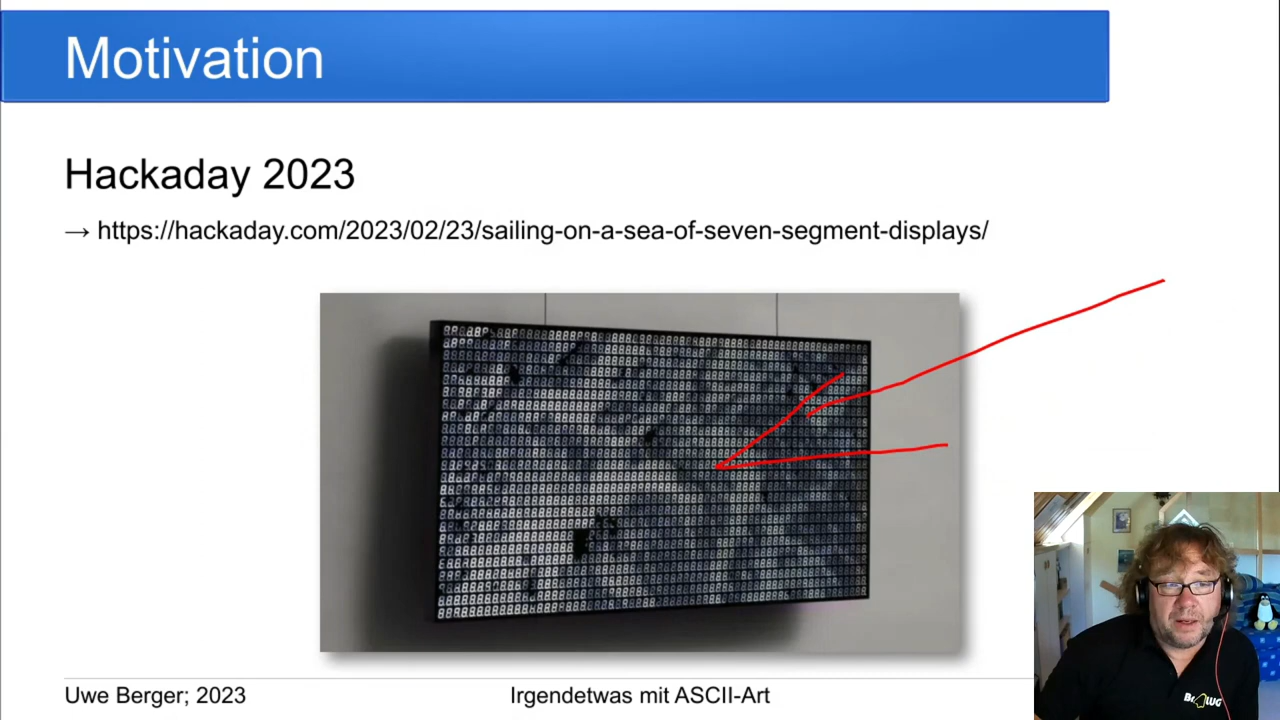 Motivation
Hackaday 2023
→ https://hackaday.com/2023/02/23/sailing-on-a-sea-of-seven-segment-displays/
Uwe Berger; 2023
Irgendetwas mit ASCII-Art